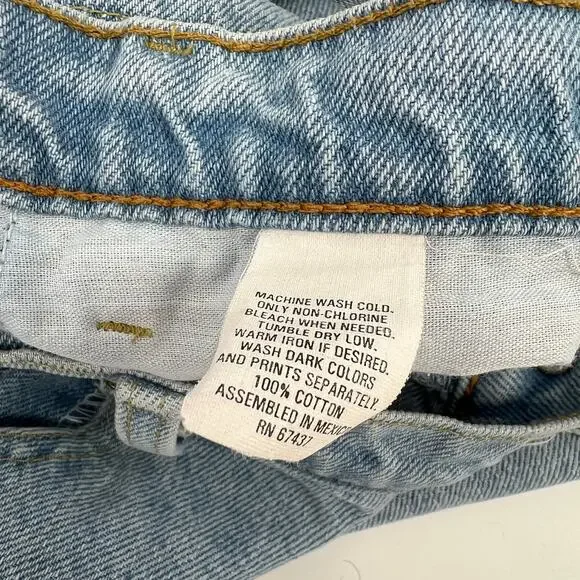 MACHINE WASH COLD.
ONLY NON-CHLORINE
BLEACH WHEN NEEDED.
TUMBLE DRY LOW.
WARM IRON IF DESIRED.
WASH DARK COLORS
AND PRINTS SEPARATELY.
100% COTTON
ASSEMBLED IN MEXICO
RN 67437